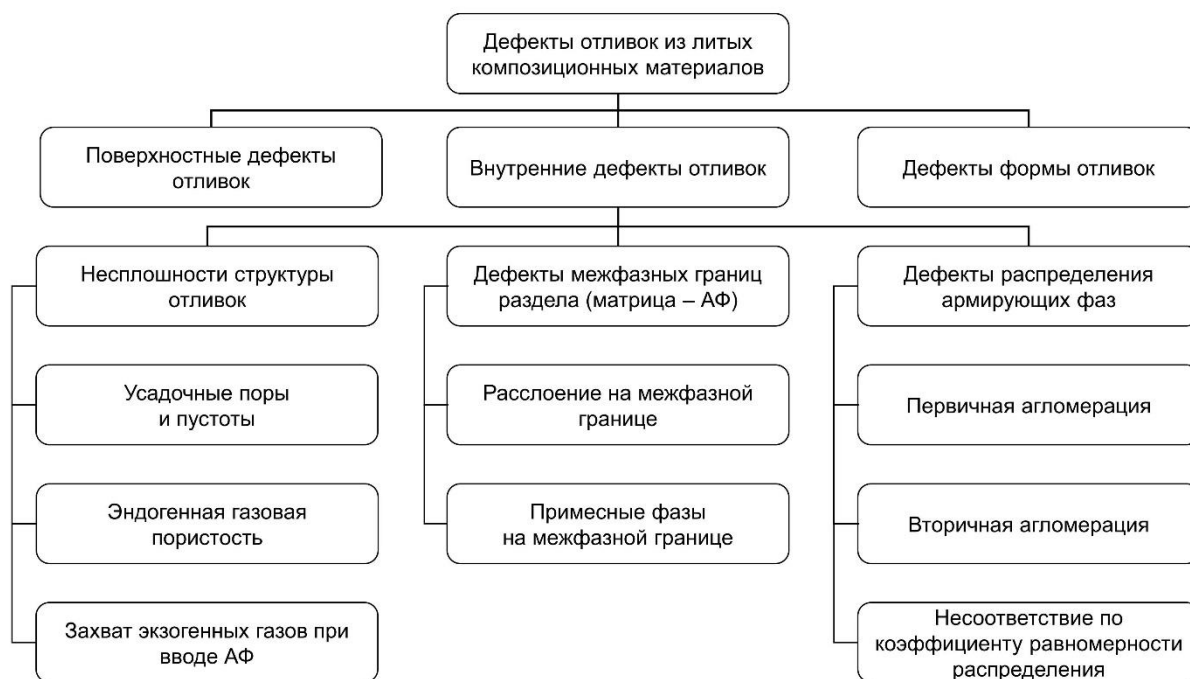 Дефекты отливок из литых
композиционных материалов
Поверхностные дефекты
отливок
Внутренние дефекты отливок
Дефекты формы отливок
Несплошности структуры
отливок
Дефекты межфазных границ
раздела (матрица – АФ)
Дефекты распределения
армирующих фаз
Усадочные поры
и пустоты
Расслоение на межфазной
границе
Первичная агломерация
Эндогенная газовая
пористость
Примесные фазы
на межфазной границе
Вторичная агломерация
Захват экзогенных газов при
вводе АФ
Несоответствие по
коэффициенту равномерности
распределения